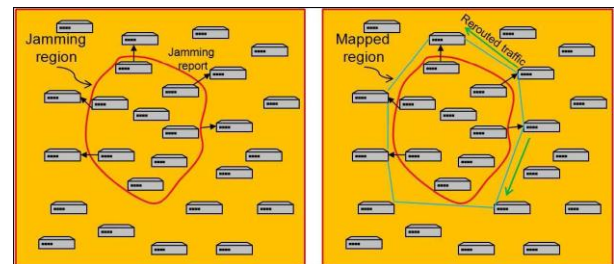 Jamming
region
Jamming
report
Mapped
region
Rerouted traffic